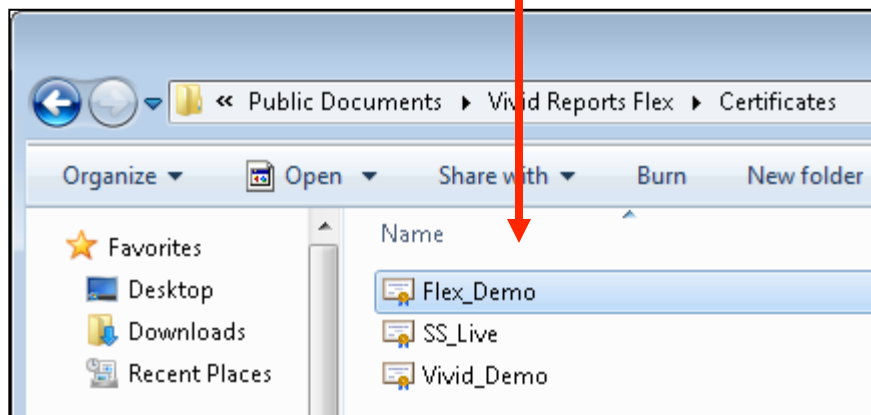 « Public Documents ▸ Vivid Reports Flex ▸ Certificates
Organize ▾ Open ▾ Share with ▾ Burn New folder
Favorites
Desktop
Downloads
Recent Places
Name
Flex_Demo
SS_Live
Vivid_Demo